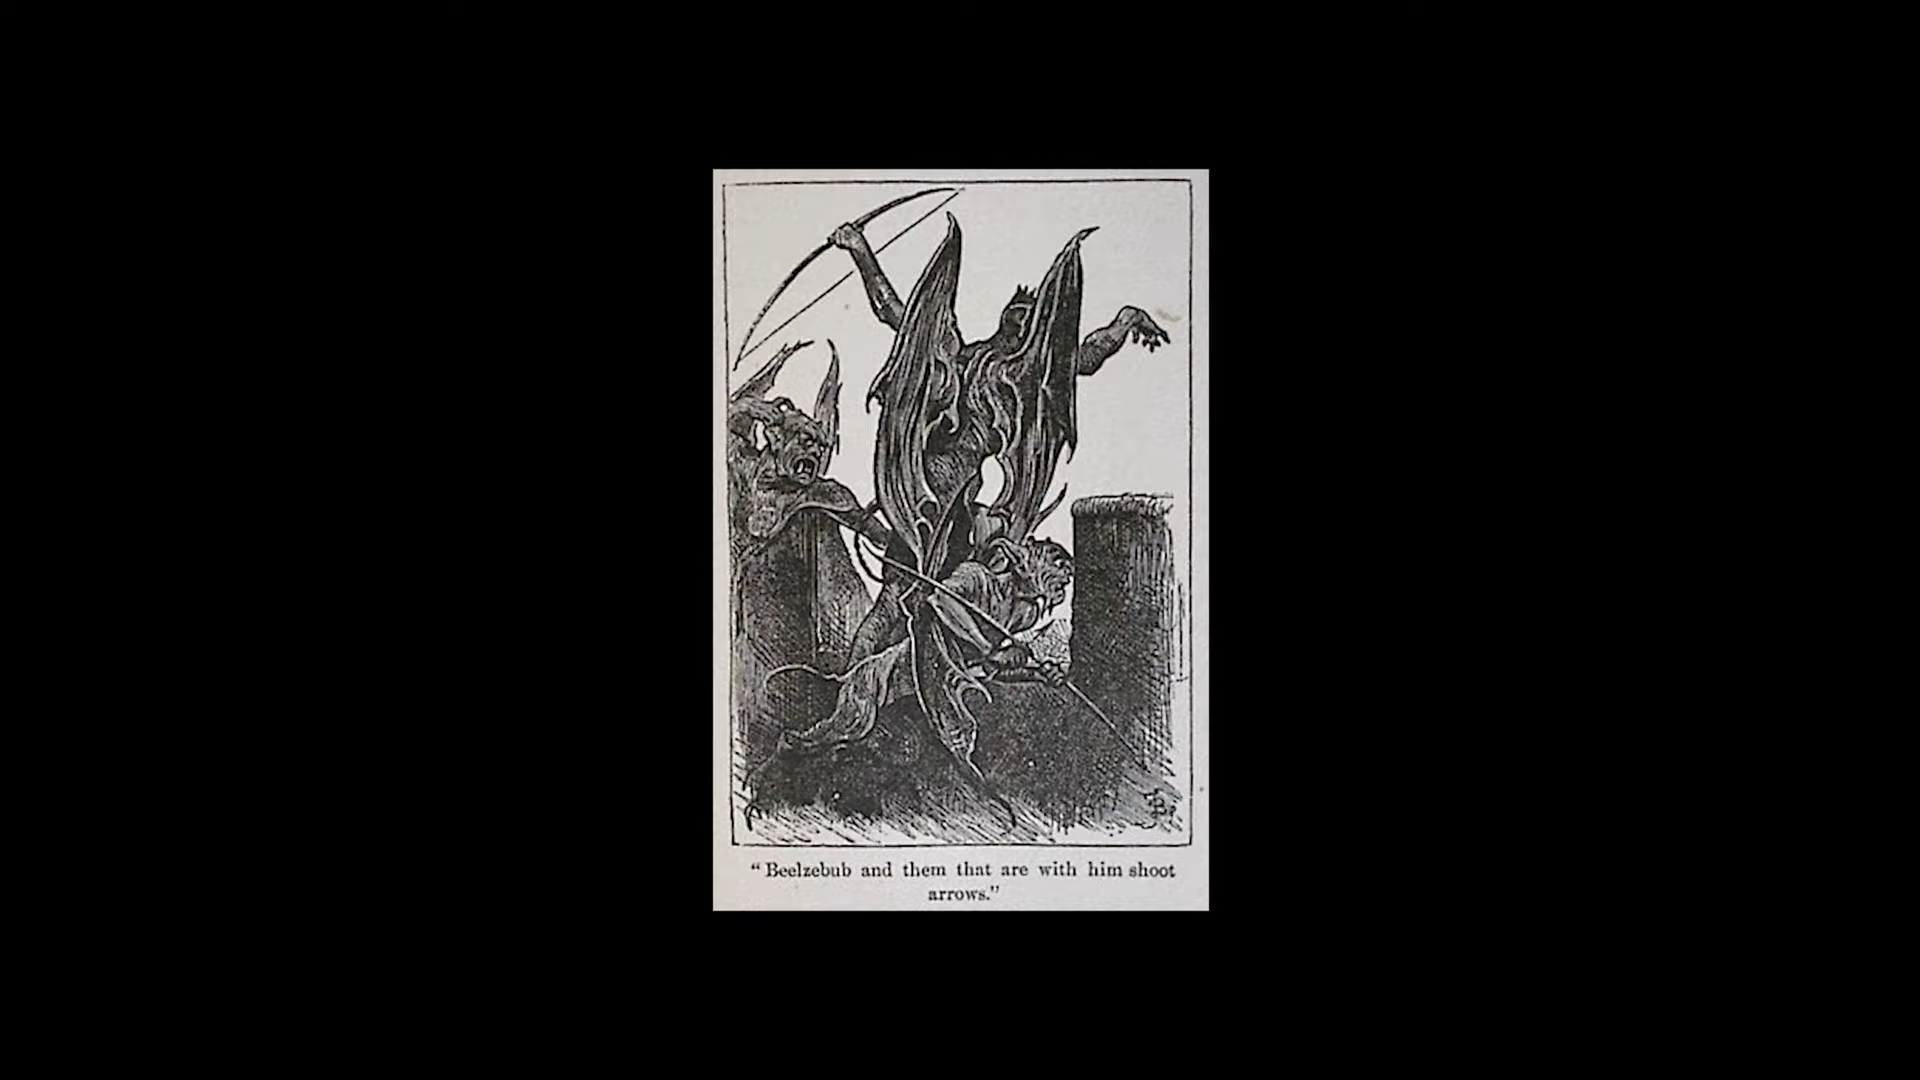 “Beelzebub and them that are with him shoot
arrows.”